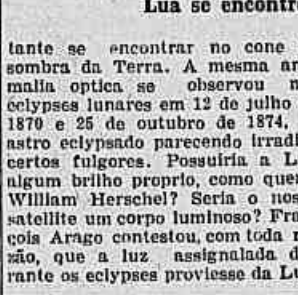 Lua se encontr
tante se encontrar no cone
sombra da Terra. A mesma an
malia optica se observou n
eclypses lunares em 12 de julho
1870 e 25 de outubro de 1874,
astro eclypsado parecendo irradi
certos fulgores. Possuiria a L
algum brilho proprio, como que
William Herschel? Seria o nos
satellite um corpo luminoso? Fra
çois Arago contestou, com toda r
zão, que a luz assignalada d
rante os eclypses proviesse da L